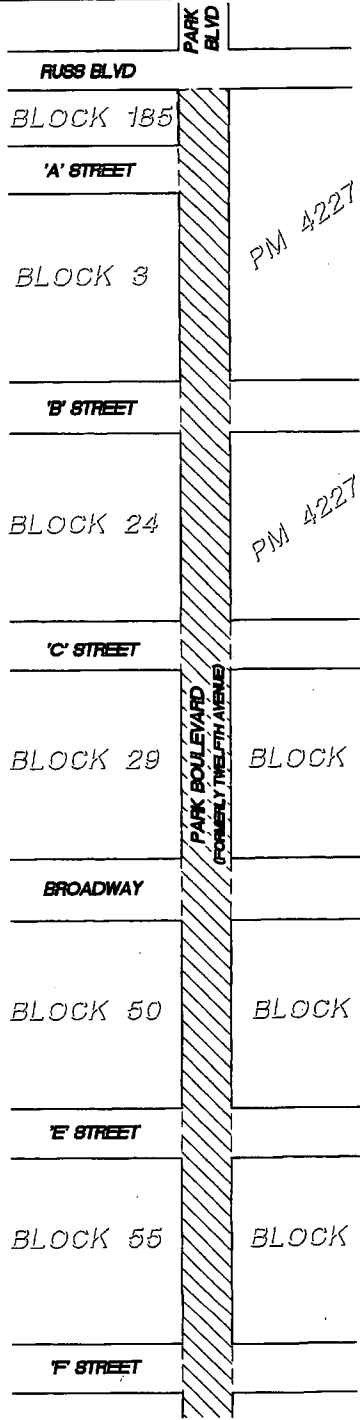 PARK
BLVD
RUSS BLVD
BLOCK 185
'A' STREET
PM 4227
BLOCK 3
'B' STREET
BLOCK 24
PM 4227
'C' STREET
PARK BOULEVARD
(FORMERLY TWELFTH AVENUE)
BLOCK 29
BLOCK
BROADWAY
BLOCK 50
BLOCK
'E' STREET
BLOCK 55
BLOCK
'F' STREET